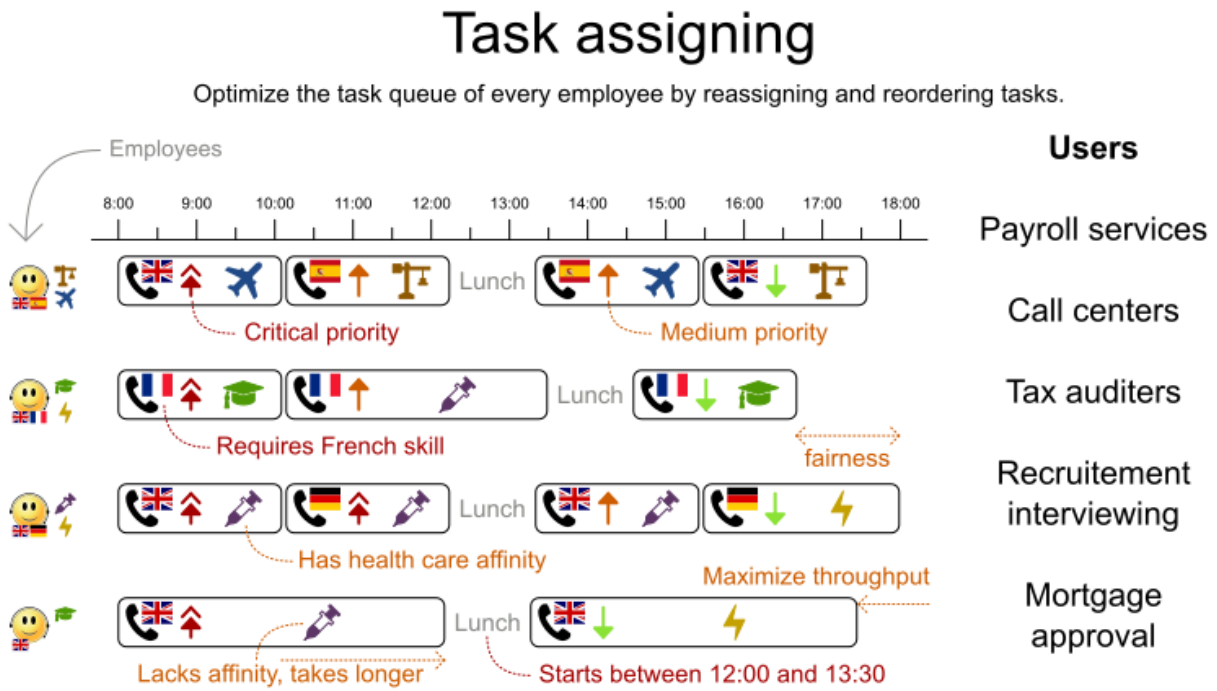 Task assigning
Optimize the task queue of every employee by reassigning and reordering tasks.
Employees
8:00 9:00 10:00 11:00 12:00 13:00 14:00 15:00 16:00 17:00 18:00
Lunch
Critical priority
Medium priority
Lunch
Requires French skill
fairness
Lunch
Has health care affinity
Maximize throughput
Lunch
Lacks affinity, takes longer
Starts between 12:00 and 13:30
Users
Payroll services
Call centers
Tax auditers
Recruitement
interviewing
Mortgage
approval